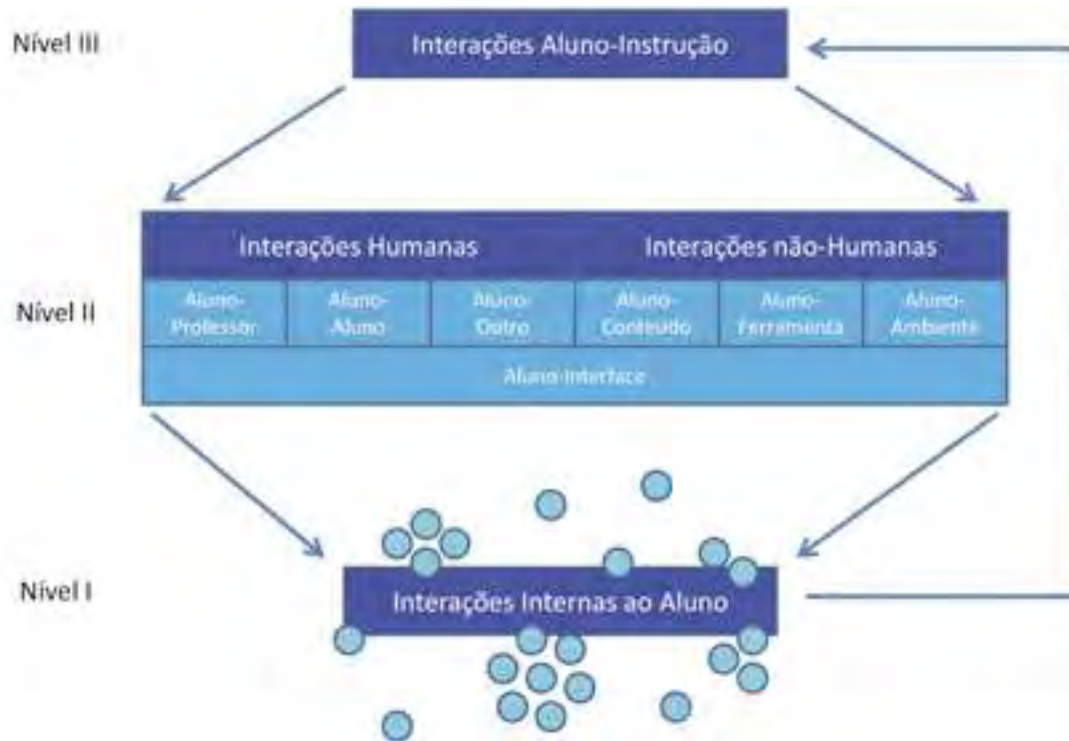 Nível III
Interações Aluno-Instrução
Interações Humanas
Interações não-Humanas
Nível II
Aluno-
Professor
Aluno-
Aluno
Aluno-
Outro
Aluno-
Conteúdo
Aluno-
Ferramenta
Aluno-
Ambiente
Aluno-Interface
Nível I
Interações Internas ao Aluno